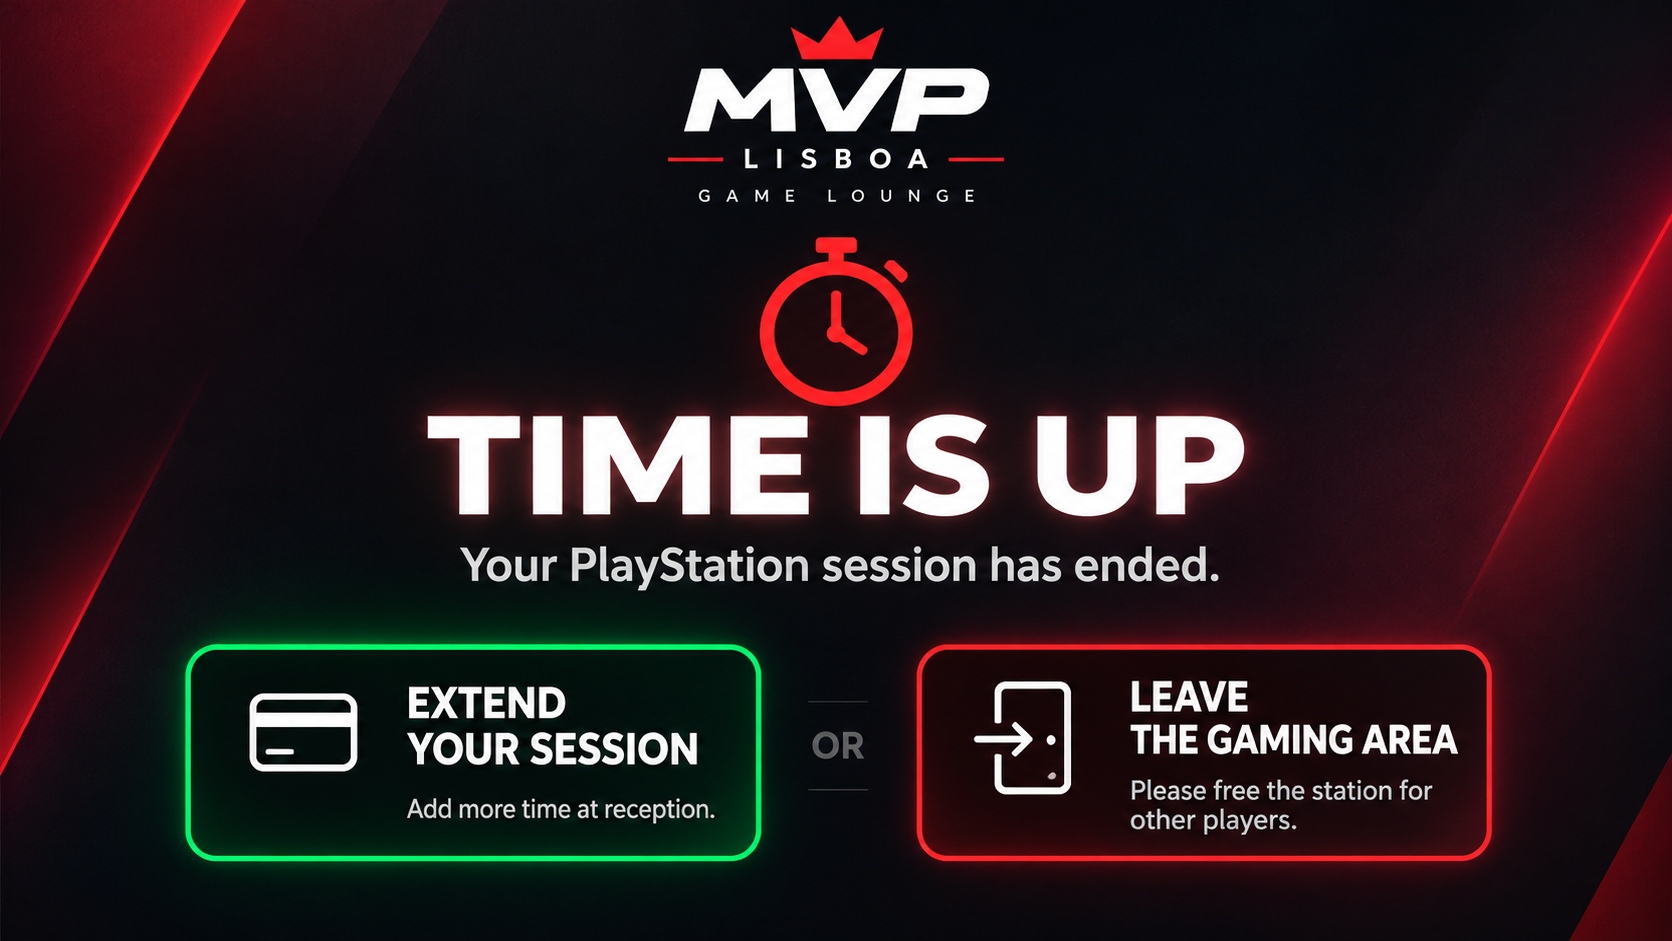 MVP
LISBOA
GAME LOUNGE
TIME IS UP
Your PlayStation session has ended.
EXTEND
YOUR SESSION
Add more time at reception.
OR
LEAVE
THE GAMING AREA
Please free the station for
other players.